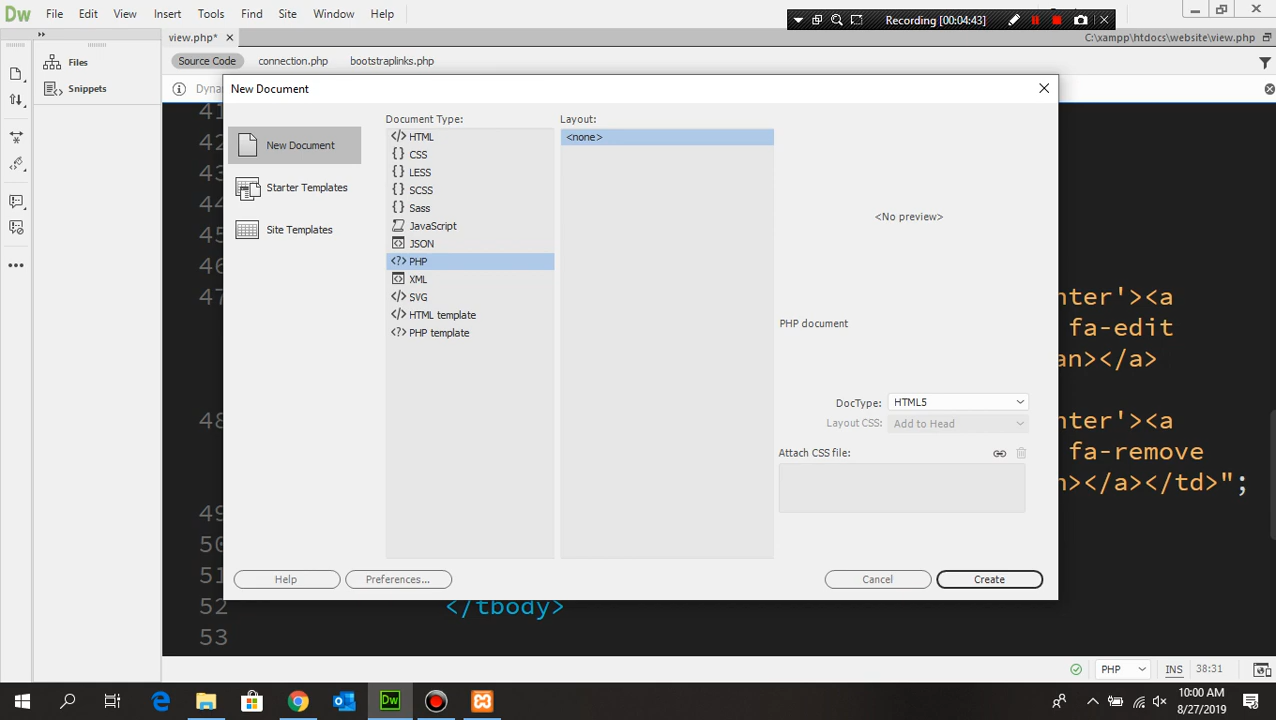 Dw File Edit View Insert Tools Find Site Window Help
Recording [00:04:43]
view.php*
C:\xampp\htdocs\website\view.php
Files
Snippets
Source Code connection.php bootstraplinks.php
Dyna
New Document
New Document
Starter Templates
Site Templates
Document Type:
HTML
CSS
LESS
SCSS
Sass
JavaScript
JSON
PHP
XML
SVG
HTML template
PHP template
Layout:
<none>
<No preview>
PHP document
DocType: HTML5
Layout CSS: Add to Head
Attach CSS file:
Help Preferences... Cancel Create
41
42
43
44
45
46
47 nter'><a
fa-edit
an></a>
48 nter'><a
fa-remove
n></a></td>";
49
50
51
52 </tbody>
53
PHP INS 38:31
Dw
10:00 AM
8/27/2019